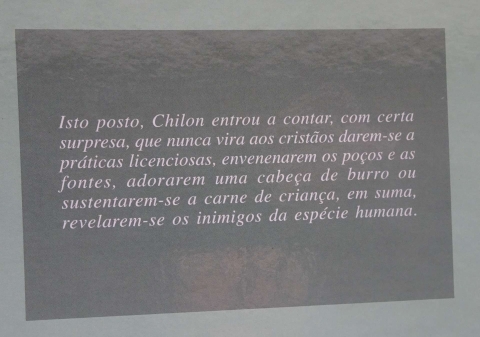 Isto posto, Chilon entrou a contar, com certa
surpresa, que nunca vira aos cristãos darem-se a
práticas licenciosas, envenenarem os poços e as
fontes, adorarem uma cabeça de burro ou
sustentarem-se a carne de criança, em suma,
revelarem-se os inimigos da espécie humana.